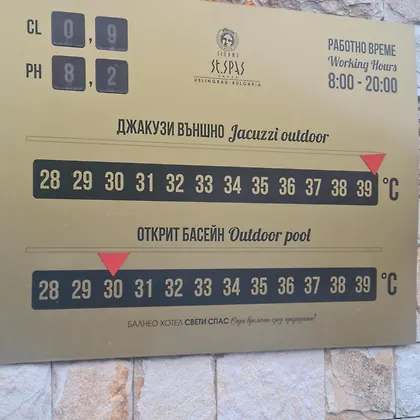 CL 0,9
PH 8,2
St.SPAS
VELINGRAD • BULGARIA
РАБОТНО ВРЕМЕ
Working Hours
8:00 - 20:00
ДЖАКУЗИ ВЪНШНО Jacuzzi outdoor
28 29 30 31 32 33 34 35 36 37 38 39 °C
ОТКРИТ БАСЕЙН Outdoor pool
28 29 30 31 32 33 34 35 36 37 38 39 °C
БАЛНЕО ХОТЕЛ СВЕТИ СПАС